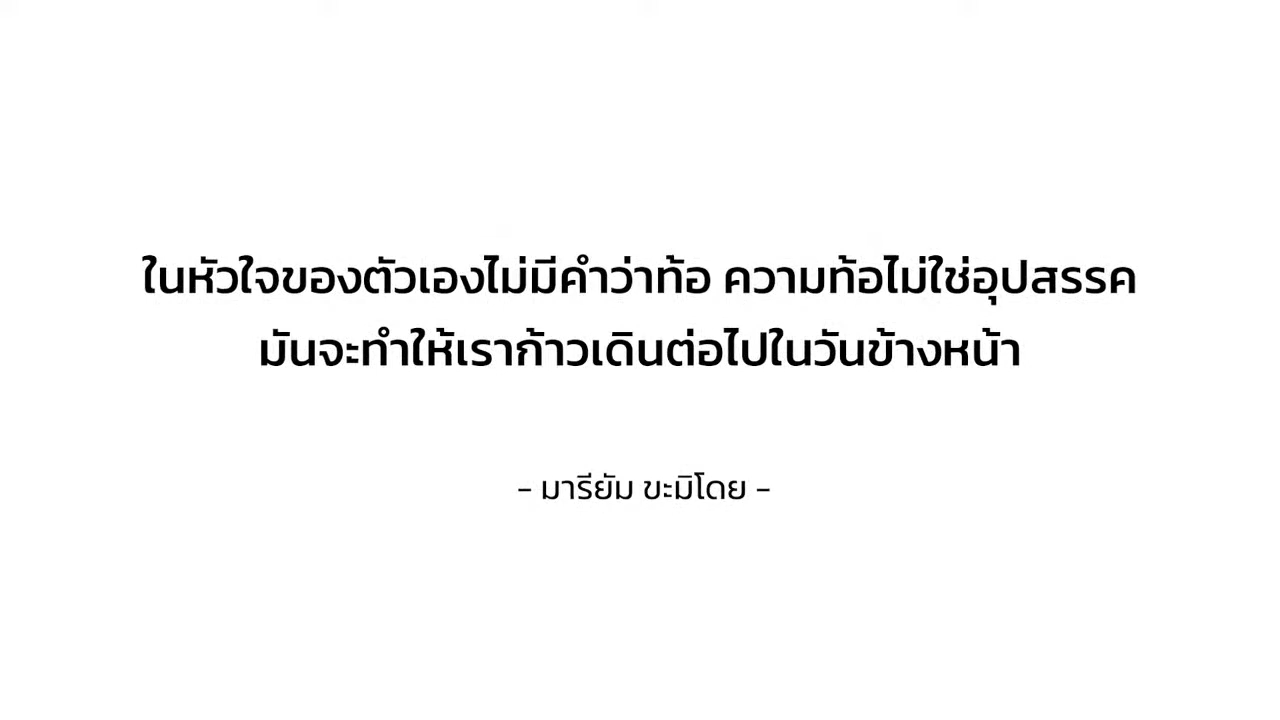 ในหัวใจของตัวเองไม่มีคำว่าท้อ ความท้อไม่ใช่อุปสรรค
มันจะทำให้เราก้าวเดินต่อไปในวันข้างหน้า
- มารียัม ขะมิโดย -